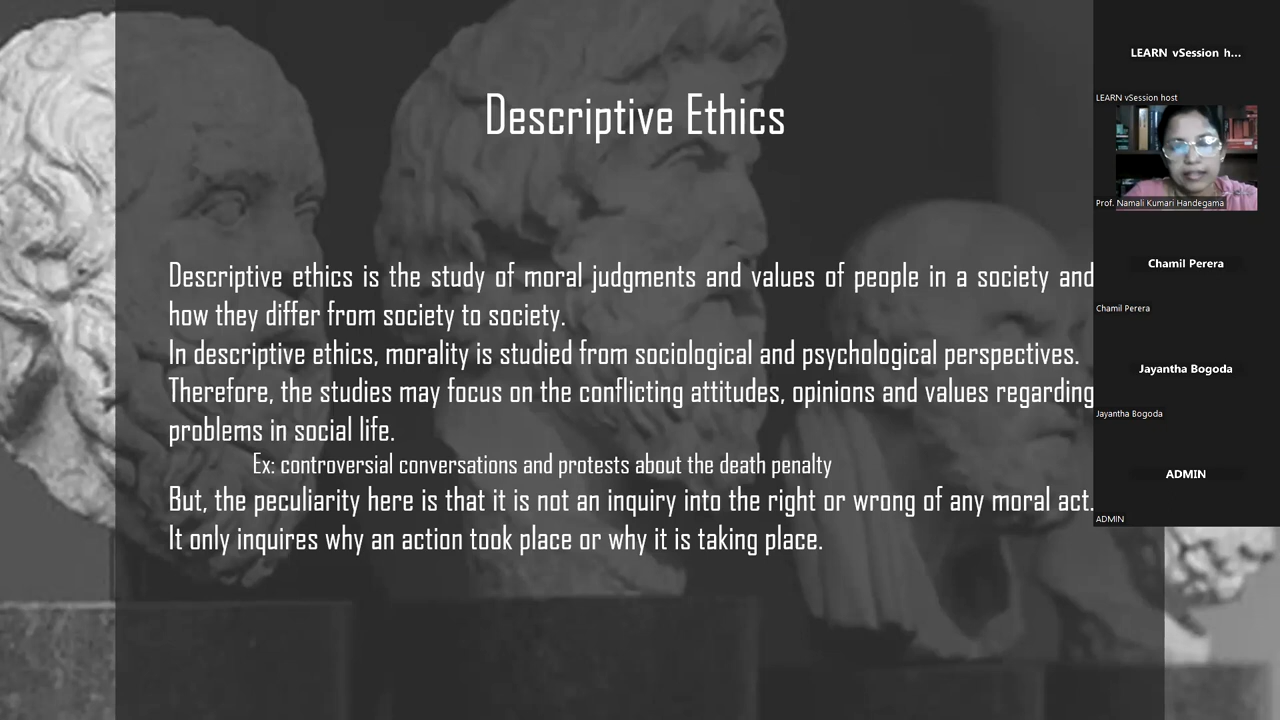 Descriptive Ethics
Descriptive ethics is the study of moral judgments and values of people in a society and
how they differ from society to society.
In descriptive ethics, morality is studied from sociological and psychological perspectives.
Therefore, the studies may focus on the conflicting attitudes, opinions and values regarding
problems in social life.
Ex: controversial conversations and protests about the death penalty
But, the peculiarity here is that it is not an inquiry into the right or wrong of any moral act.
It only inquires why an action took place or why it is taking place.
LEARN vSession h...
LEARN vSession host
Prof. Namali Kumari Handegama
Chamil Perera
Chamil Perera
Jayantha Bogoda
Jayantha Bogoda
ADMIN
ADMIN